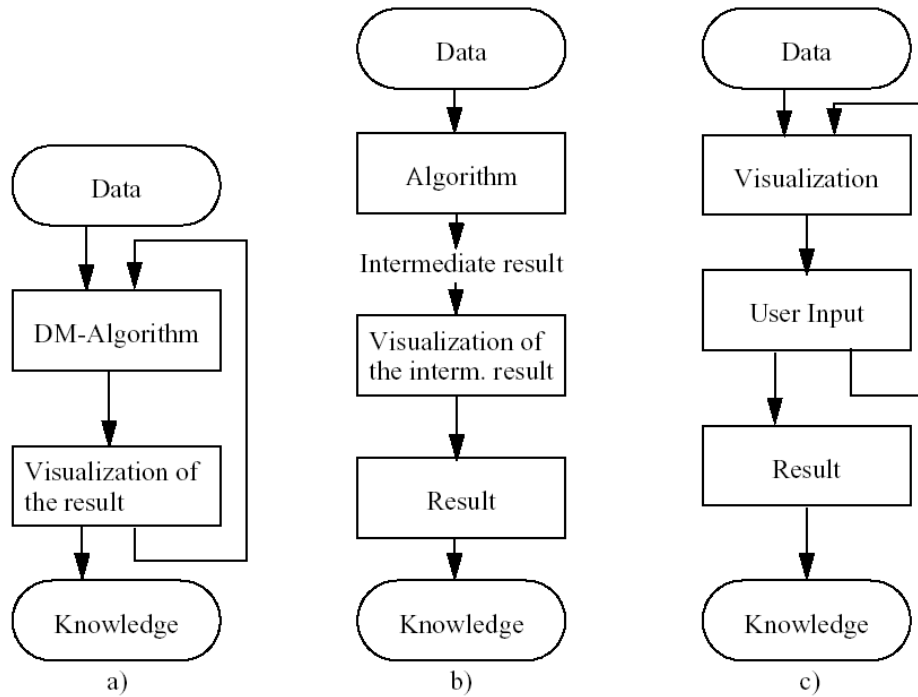 Data
DM-Algorithm
Visualization of
the result
Knowledge
a)
Data
Algorithm
Intermediate result
Visualization of
the interm. result
Result
Knowledge
b)
Data
Visualization
User Input
Result
Knowledge
c)